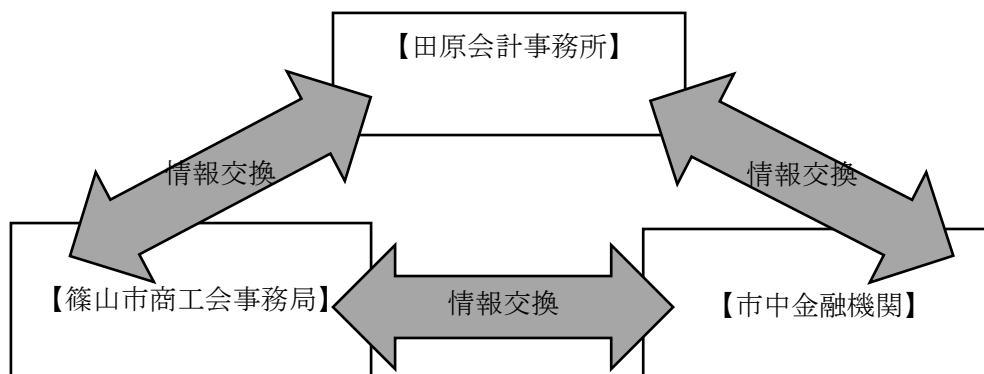 【田原会計事務所】
情報交換
情報交換
【篠山市商工会事務局】
情報交換
【市中金融機関】